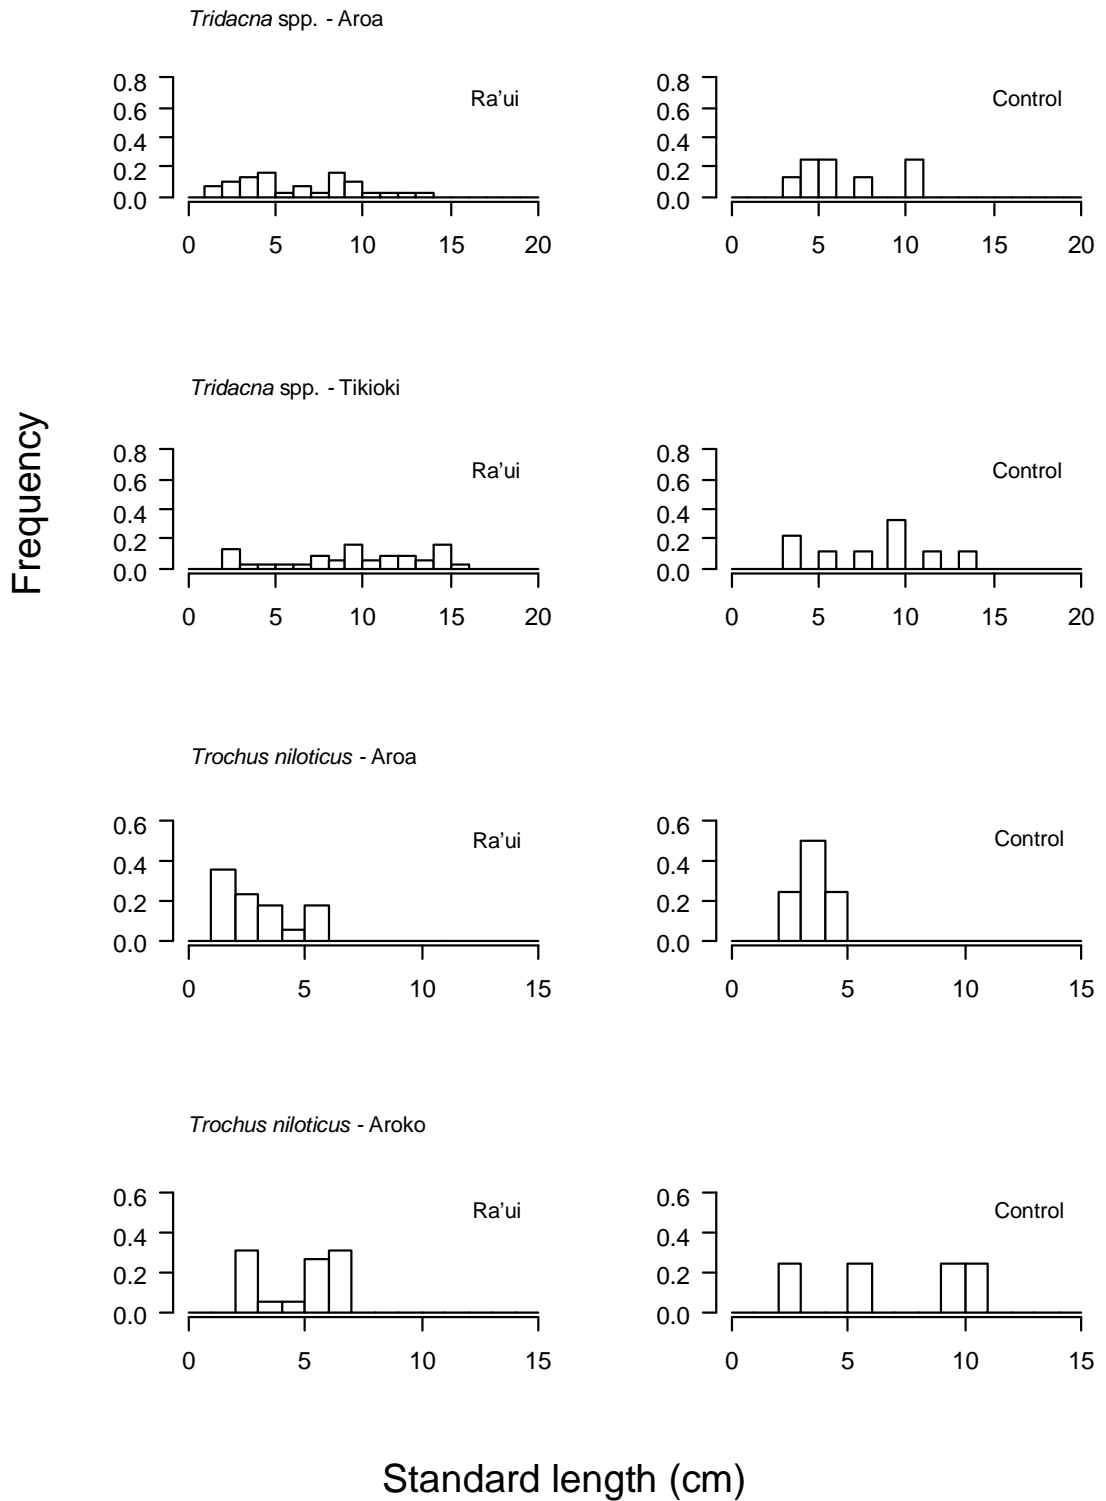 Tridacna spp. - Aroa
0.8
0.6
0.4
0.2
0.0
Ra’ui
0 5 10 15 20
0.8
0.6
0.4
0.2
0.0
Control
0 5 10 15 20
Frequency
Tridacna spp. - Tikioki
0.8
0.6
0.4
0.2
0.0
Ra’ui
0 5 10 15 20
0.8
0.6
0.4
0.2
0.0
Control
0 5 10 15 20
Trochus niloticus - Aroa
0.6
0.4
0.2
0.0
Ra’ui
0 5 10 15
0.6
0.4
0.2
0.0
Control
0 5 10 15
Trochus niloticus - Aroko
0.6
0.4
0.2
0.0
Ra’ui
0 5 10 15
0.6
0.4
0.2
0.0
Control
0 5 10 15
Standard length (cm)